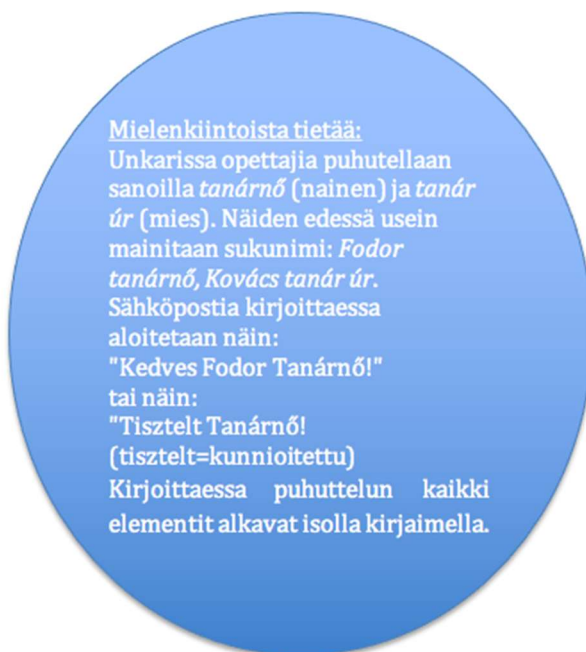 Mielenkiintoista tietää:
Unkarissa opettajia puhutellaan
sanoilla tanárnő (nainen) ja tanár
úr (mies). Näiden edessä usein
mainitaan sukunimi: Fodor
tanárnő, Kovács tanár úr.
Sähköpostia kirjoittaessa
aloitetaan näin:
"Kedves Fodor Tanárnő!"
tai näin:
"Tisztelt Tanárnő!
(tisztelt=kunnioitettu)
Kirjoittaessa puhuttelun kaikki
elementit alkavat isolla kirjaimella.